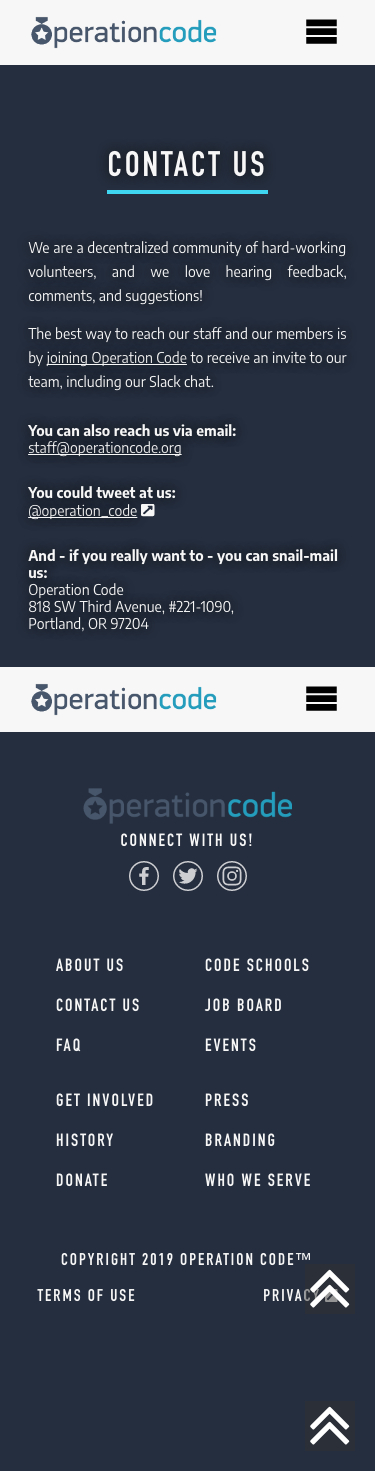 Operationcode
CONTACT US
We are a decentralized community of hard-working
volunteers, and we love hearing feedback,
comments, and suggestions!
The best way to reach our staff and our members is
by joining Operation Code to receive an invite to our
team, including our Slack chat.
You can also reach us via email:
staff@operationcode.org
You could tweet at us:
@operation_code
And - if you really want to - you can snail-mail
us:
Operation Code
818 SW Third Avenue, #221-1090,
Portland, OR 97204
Operationcode
Operationcode
CONNECT WITH US!
ABOUT US
CODE SCHOOLS
CONTACT US
JOB BOARD
FAQ
EVENTS
GET INVOLVED
PRESS
HISTORY
BRANDING
DONATE
WHO WE SERVE
COPYRIGHT 2019 OPERATION CODE™
TERMS OF USE
PRIVACY